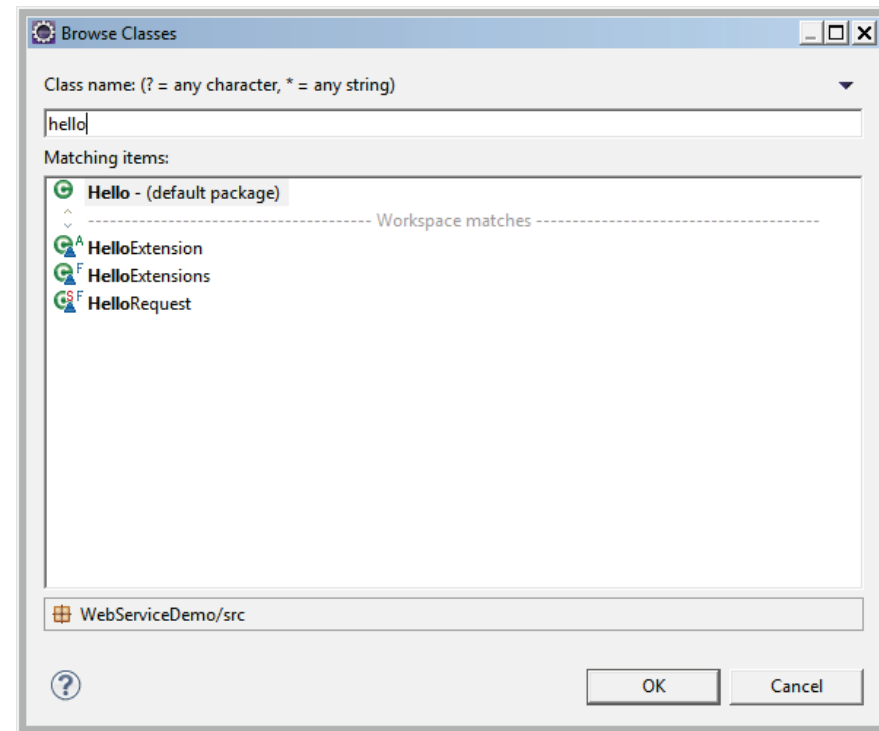 Browse Classes
Class name: (? = any character, * = any string)
hello
Matching items:
Hello - (default package)
--------------------------------------- Workspace matches ---------------------------------------
A HelloExtension
F HelloExtensions
S F HelloRequest
WebServiceDemo/src
OK Cancel